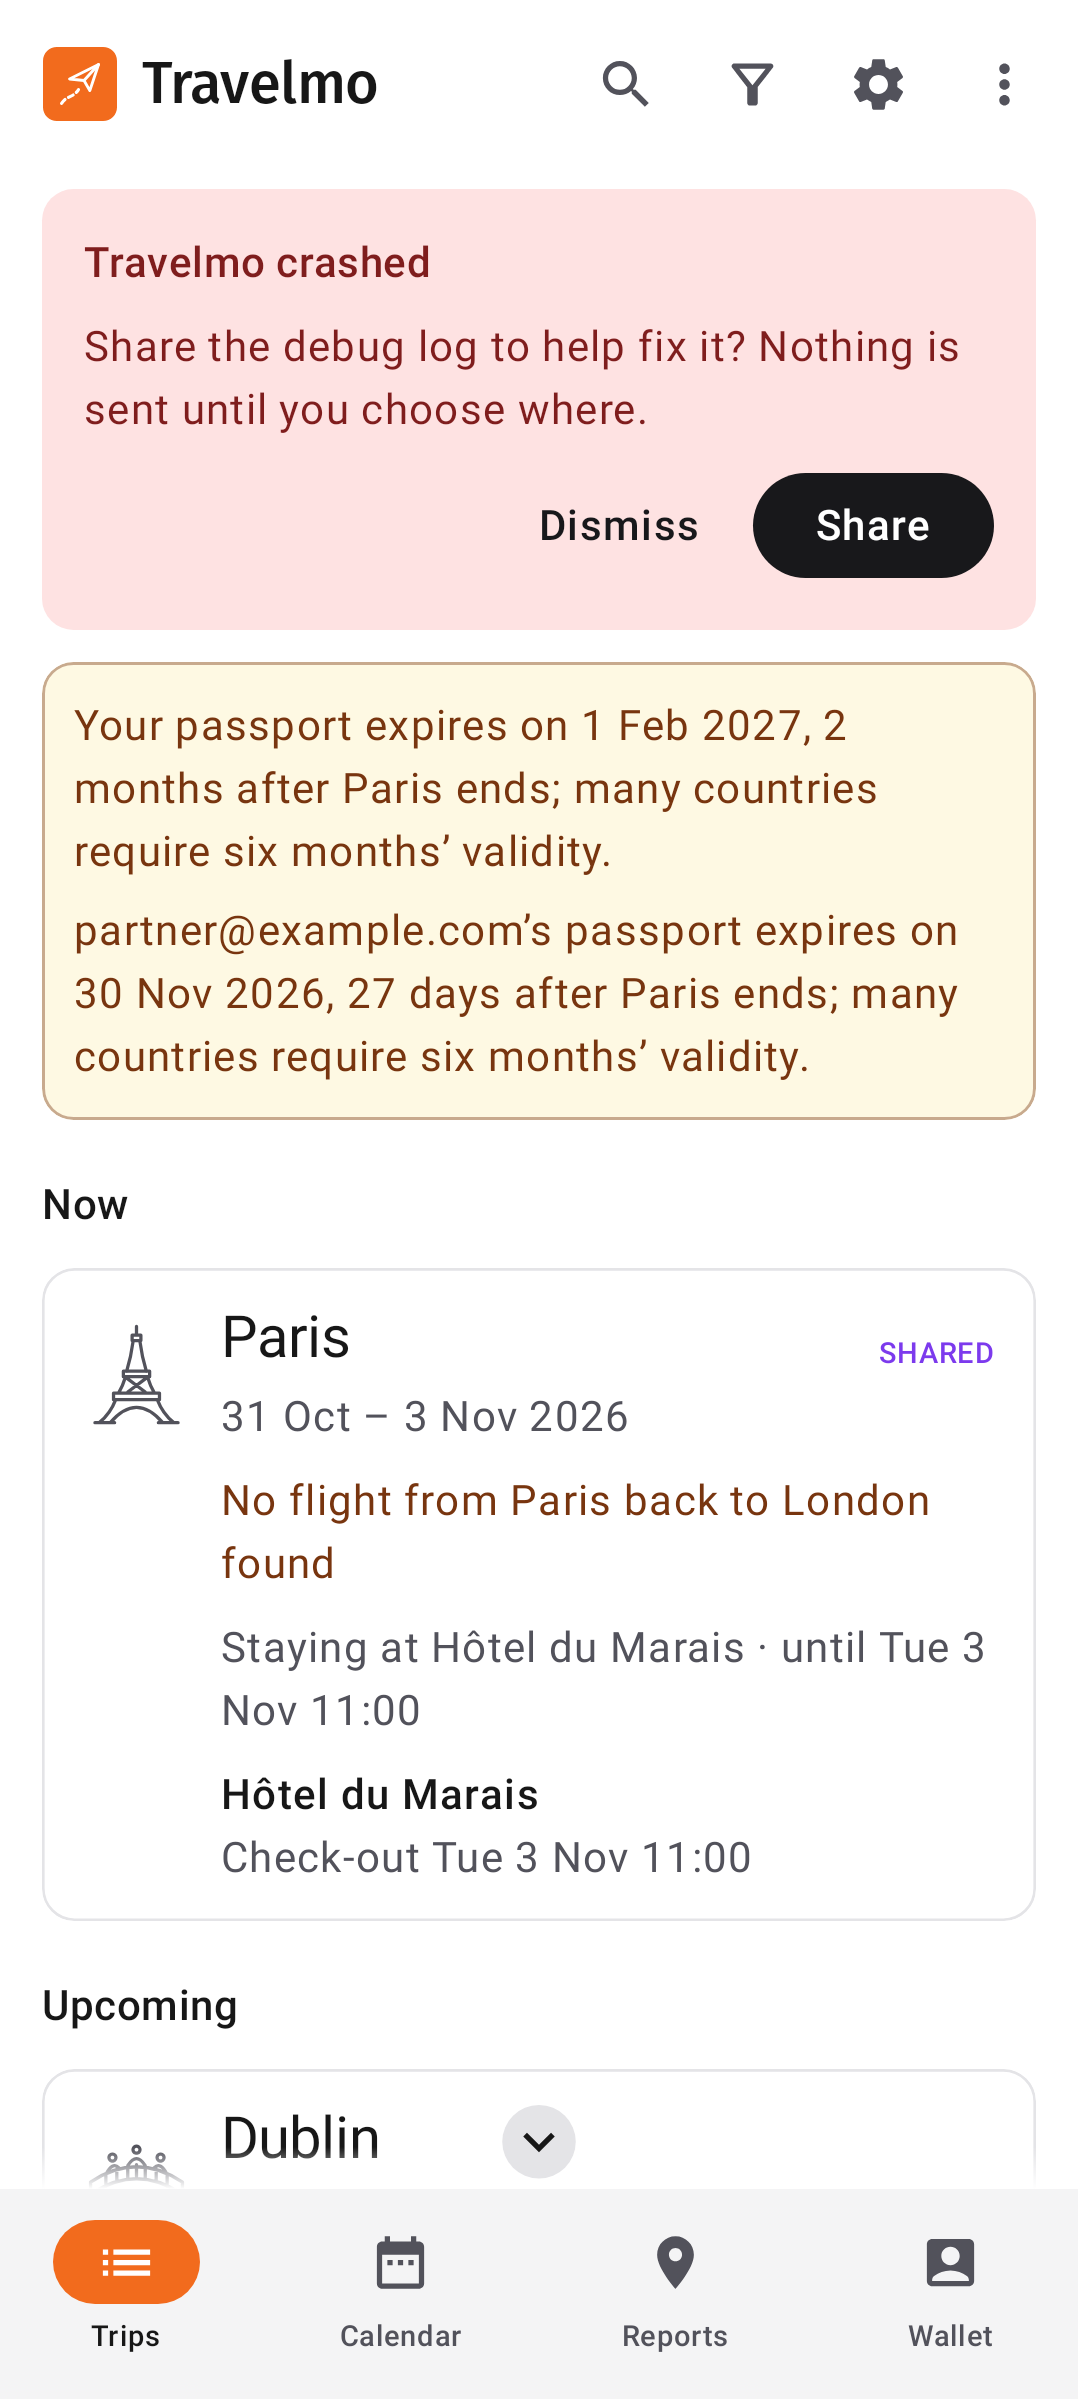 Travelmo
Travelmo crashed
Share the debug log to help fix it? Nothing is
sent until you choose where.
Dismiss
Share
Your passport expires on 1 Feb 2027, 2
months after Paris ends; many countries
require six months’ validity.
partner@example.com’s passport expires on
30 Nov 2026, 27 days after Paris ends; many
countries require six months’ validity.
Now
Paris
SHARED
31 Oct – 3 Nov 2026
No flight from Paris back to London
found
Staying at Hôtel du Marais · until Tue 3
Nov 11:00
Hôtel du Marais
Check-out Tue 3 Nov 11:00
Upcoming
Dublin
Trips
Calendar
Reports
Wallet